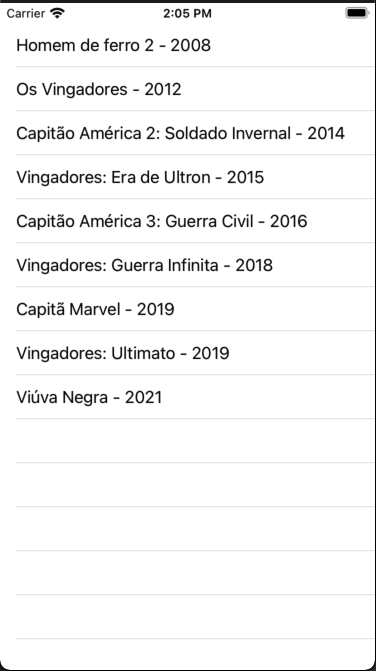 Carrier 2:05 PM
Homem de ferro 2 - 2008
Os Vingadores - 2012
Capitão América 2: Soldado Invernal - 2014
Vingadores: Era de Ultron - 2015
Capitão América 3: Guerra Civil - 2016
Vingadores: Guerra Infinita - 2018
Capitã Marvel - 2019
Vingadores: Ultimato - 2019
Viúva Negra - 2021